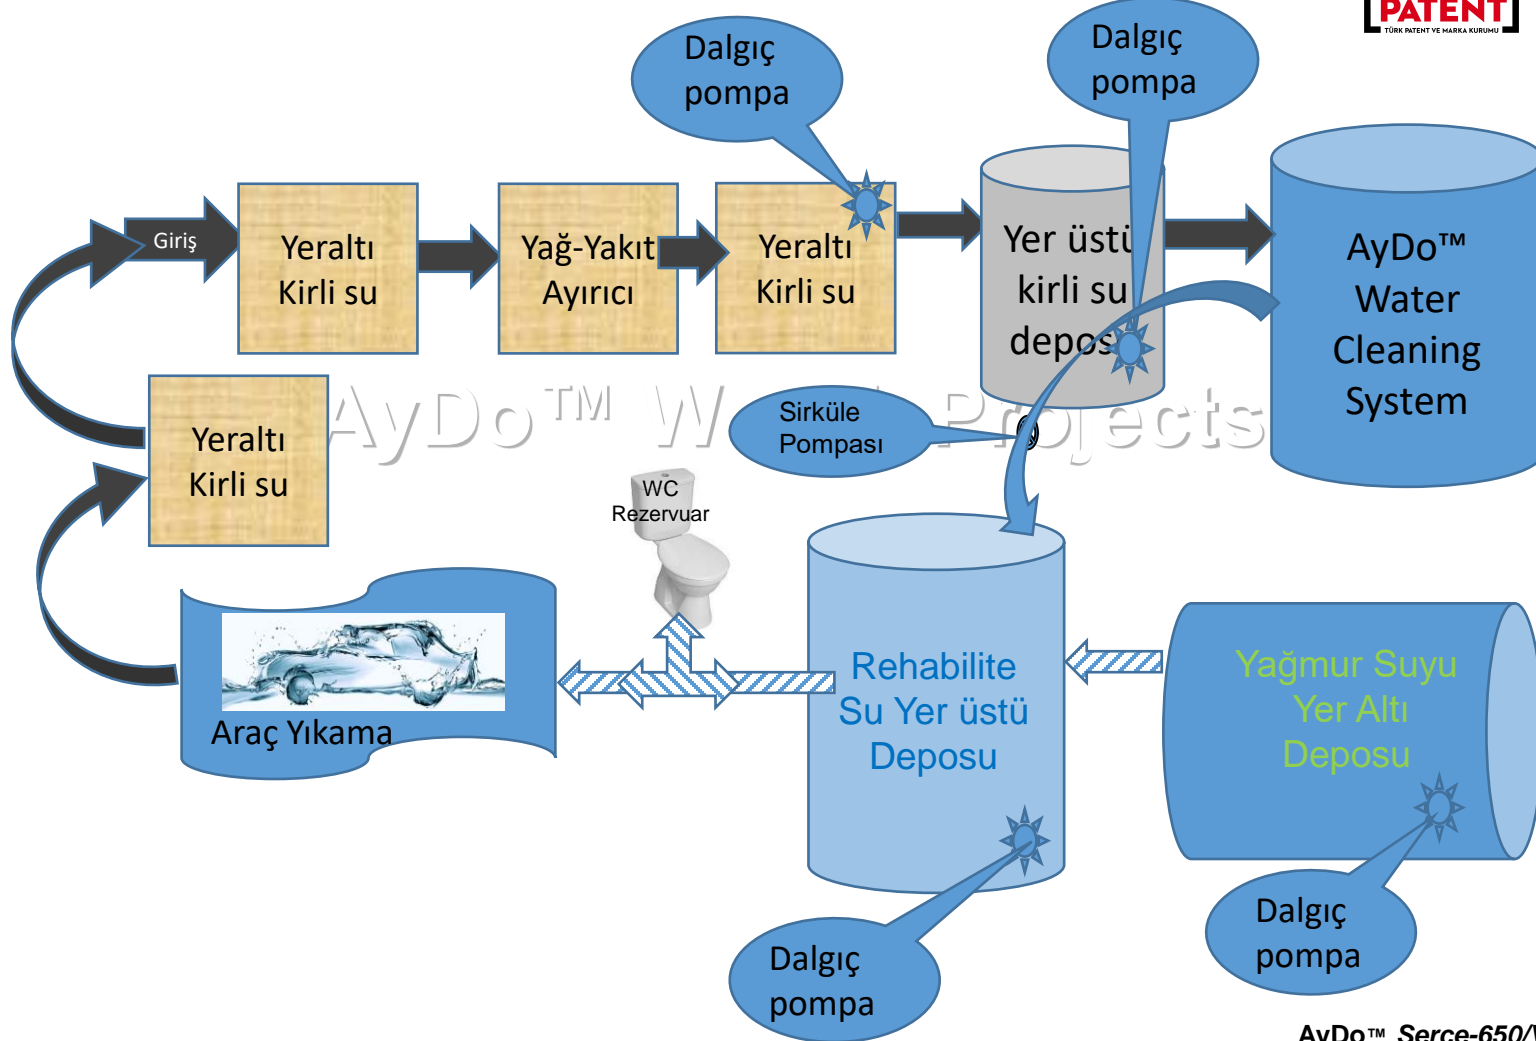 PATENT
TÜRK PATENT VE MARKA KURUMU
Dalgıç
pompa
Dalgıç
pompa
Giriş
Yeraltı
Kirli su
Yağ-Yakıt
Ayırıcı
Yeraltı
Kirli su
Yer üstü
kirli su
AyDo™
Water
Cleaning
System
Yeraltı
Kirli su
AyDo™ Projects
Sirküle
Pompası
WC
Rezervuar
Araç Yıkama
Rehabilite
Su Yer üstü
Deposu
Yağmur Suyu
Yer Altı
Deposu
Dalgıç
pompa
Dalgıç
pompa
AyDo™ Serce-650/